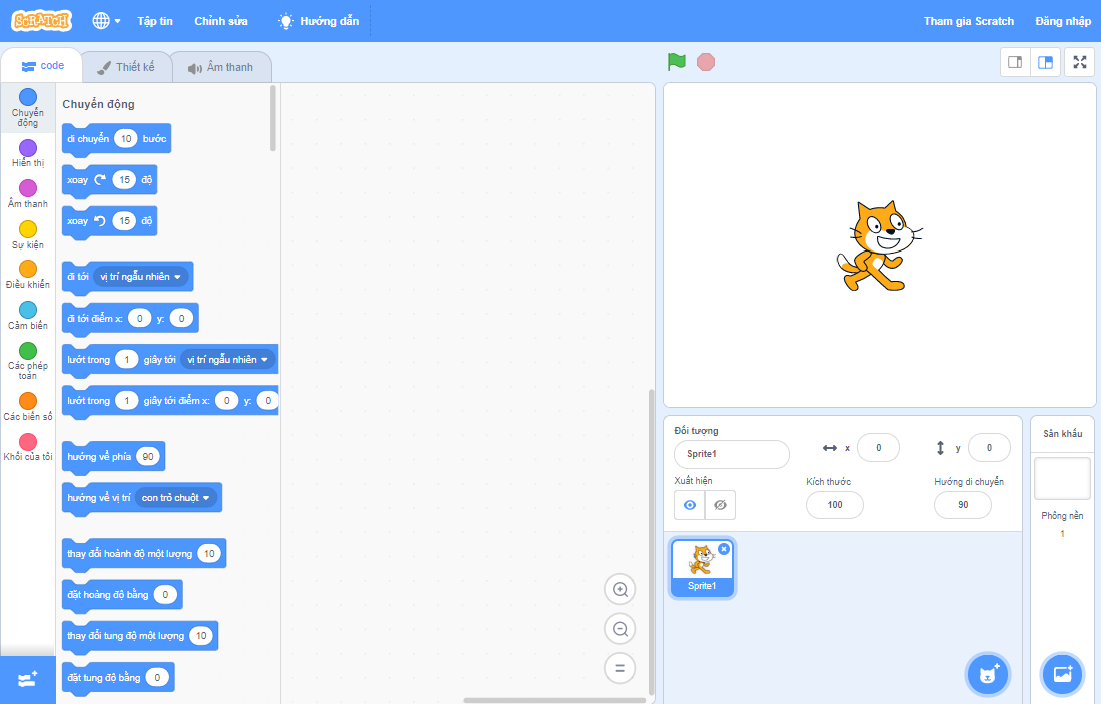 SCRATCH
Tập tin
Chỉnh sửa
Hướng dẫn
Tham gia Scratch
Đăng nhập
code
Thiết kế
Âm thanh
Chuyển động
Hiển thị
Âm thanh
Sự kiện
Điều khiển
Cảm biến
Các phép toán
Các biến số
Khối của tôi
Chuyển động
di chuyển 10 bước
xoay 15 độ
xoay 15 độ
đi tới vị trí ngẫu nhiên
đi tới điểm x: 0 y: 0
lướt trong 1 giây tới vị trí ngẫu nhiên
lướt trong 1 giây tới điểm x: 0 y: 0
hướng về phía 90
hướng về vị trí con trỏ chuột
thay đổi hoành độ một lượng 10
đặt hoàng độ bằng 0
thay đổi tung độ một lượng 10
đặt tung độ bằng 0
Đối tượng
Sprite1
x 0
y 0
Xuất hiện
Kích thước
100
Hướng di chuyển
90
Sprite1
Sân khấu
Phông nền
1